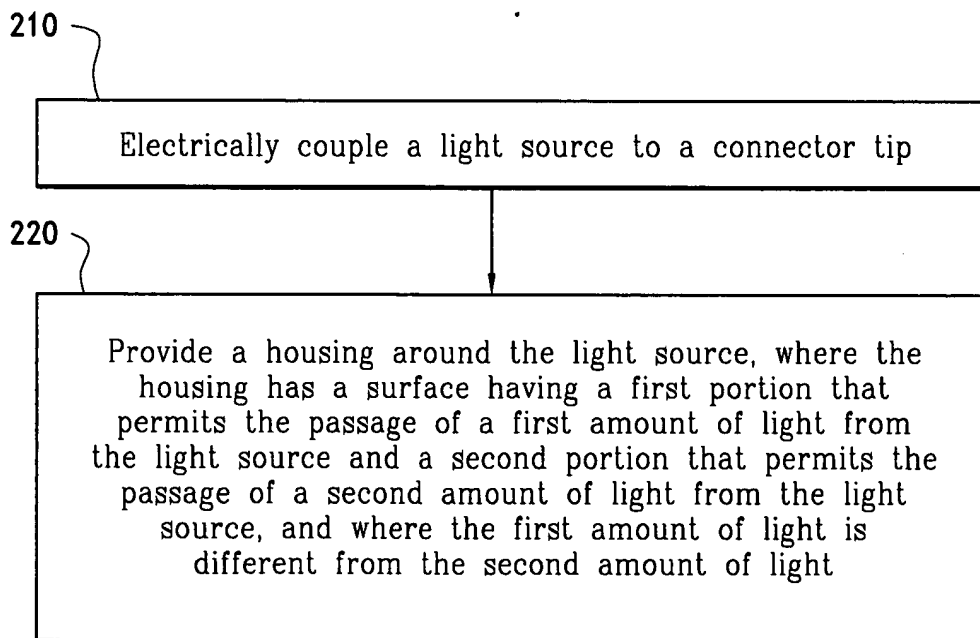 210
Electrically couple a light source to a connector tip
220
Provide a housing around the light source, where the
housing has a surface having a first portion that
permits the passage of a first amount of light from
the light source and a second portion that permits the
passage of a second amount of light from the light
source, and where the first amount of light is
different from the second amount of light